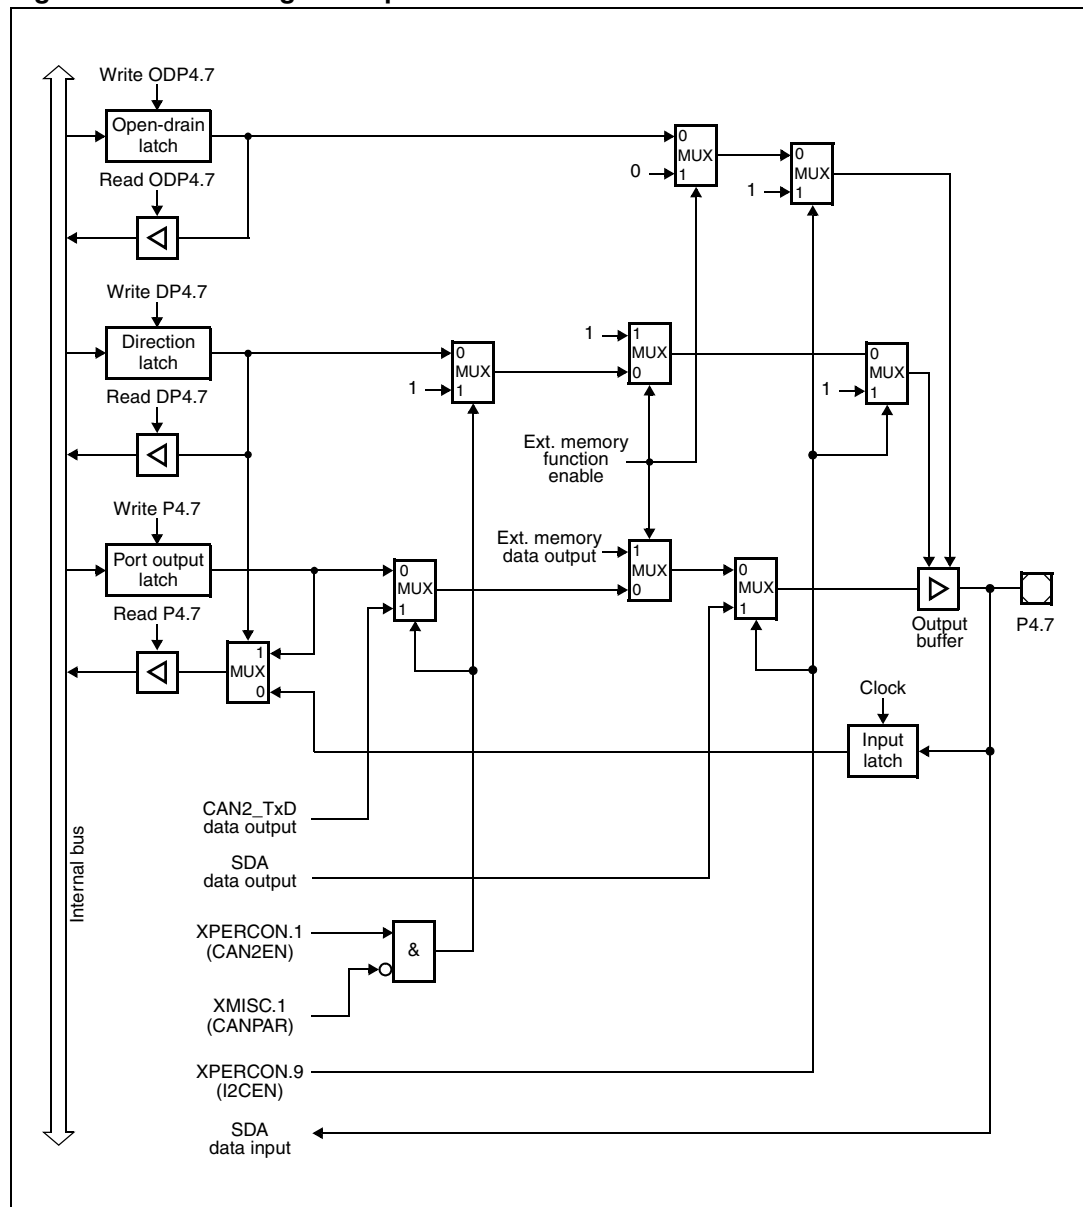 Write ODP4.7
Open-drain
latch
0
MUX
0
1
0
MUX
1
1
Read ODP4.7
Write DP4.7
Direction
latch
0
MUX
1
1
1
1
MUX
0
0
MUX
1
1
Read DP4.7
Ext. memory
function
enable
Write P4.7
Port output
latch
0
MUX
1
Ext. memory
data output
1
MUX
0
0
MUX
1
Output
buffer
P4.7
Read P4.7
1
MUX
0
Clock
Input
latch
CAN2_TxD
data output
SDA
data output
Internal bus
XPERCON.1
(CAN2EN)
&
XMISC.1
(CANPAR)
XPERCON.9
(I2CEN)
SDA
data input